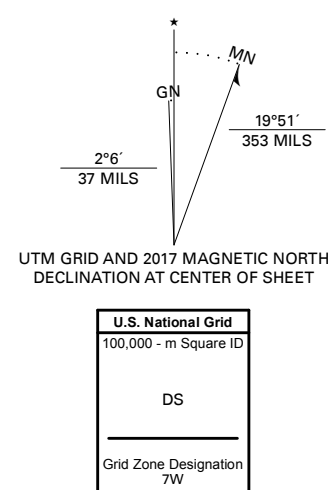 ★
MN
GN
19°51´
353 MILS
2°6´
37 MILS
UTM GRID AND 2017 MAGNETIC NORTH
DECLINATION AT CENTER OF SHEET
U.S. National Grid
100,000 - m Square ID
DS
Grid Zone Designation
7W